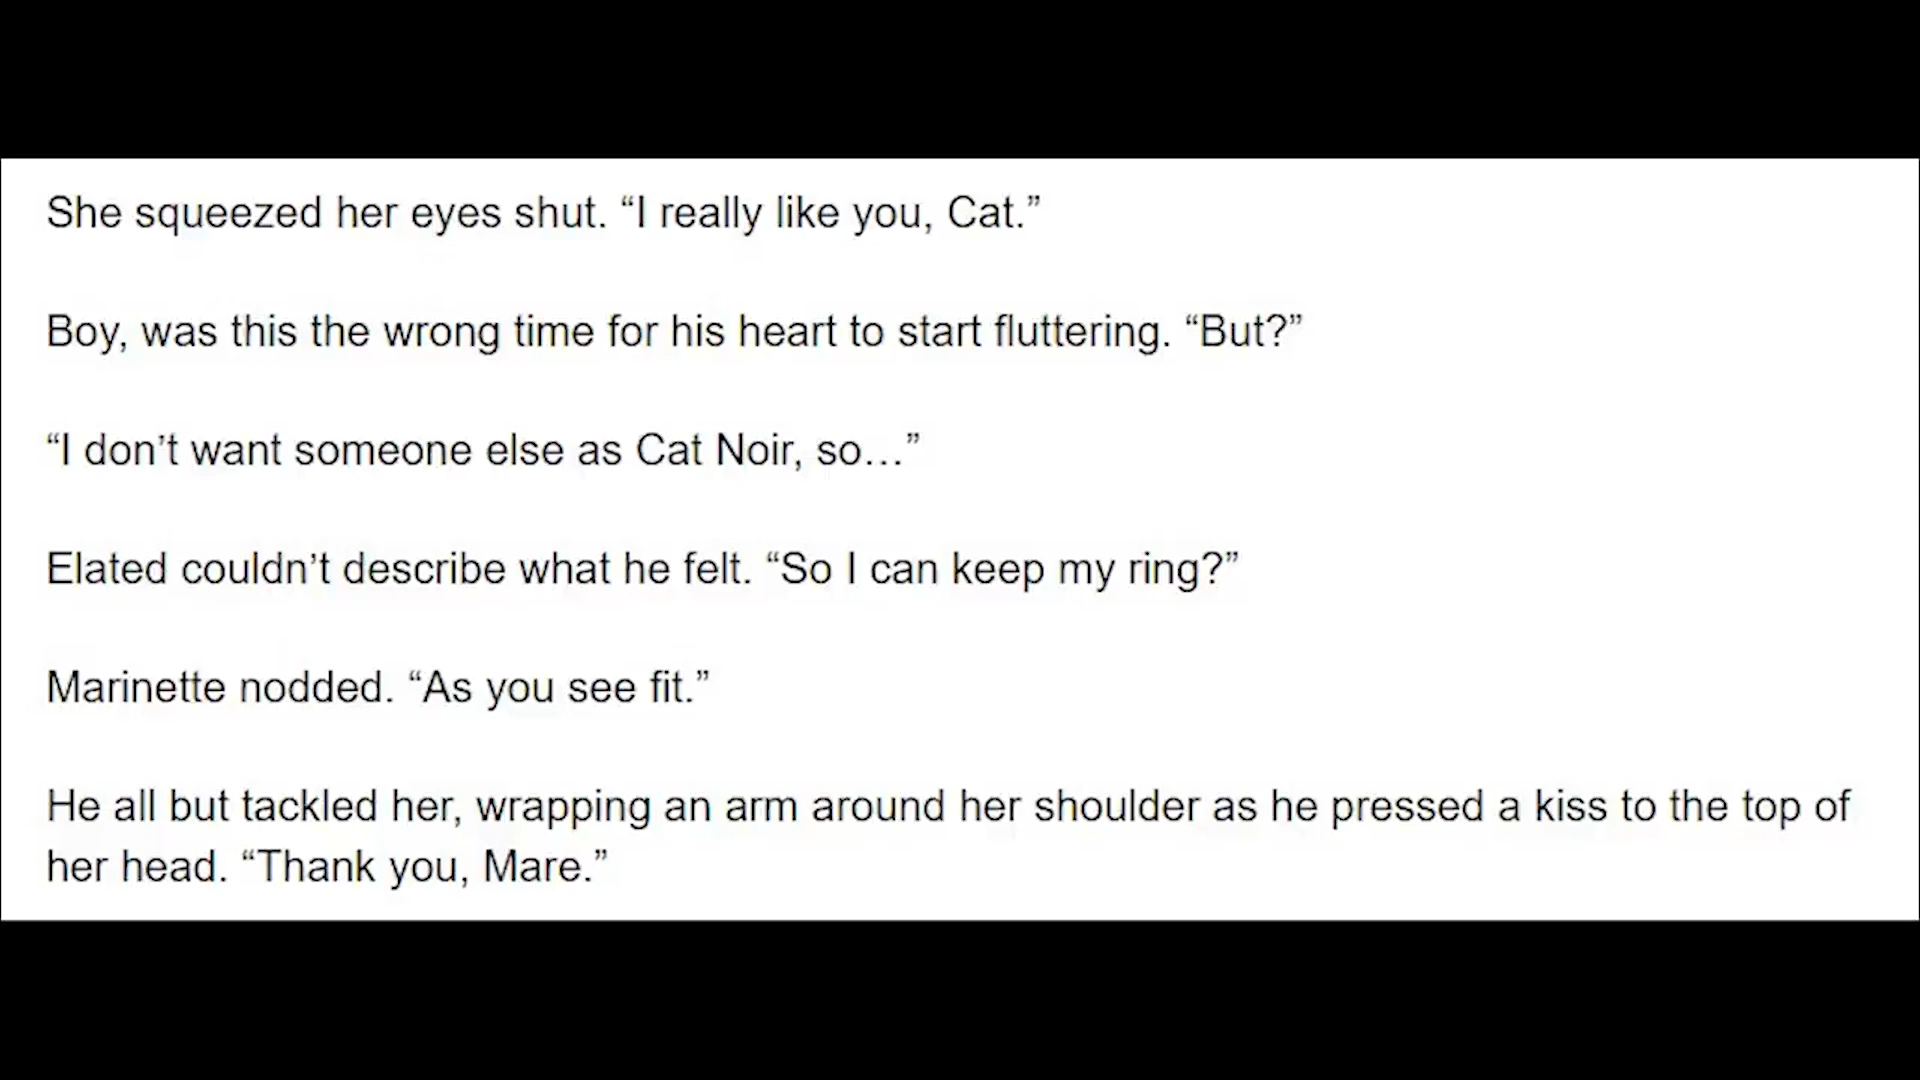 She squeezed her eyes shut. “I really like you, Cat.”
Boy, was this the wrong time for his heart to start fluttering. “But?”
“I don’t want someone else as Cat Noir, so…”
Elated couldn’t describe what he felt. “So I can keep my ring?”
Marinette nodded. “As you see fit.”
He all but tackled her, wrapping an arm around her shoulder as he pressed a kiss to the top of
her head. “Thank you, Mare.”